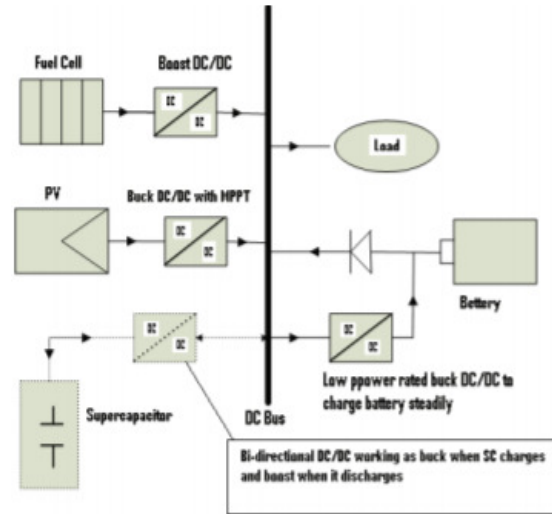 Fuel Cell
Boost DC/DC
DC
DC
Load
PV
Buck DC/DC with MPPT
DC
DC
Bettery
DC
DC
DC
DC
Low ppower rated buck DC/DC to
charge battery steadily
Supercapacitor
DC Bus
Bi-directional DC/DC working as buck when SC charges
and boost when it discharges